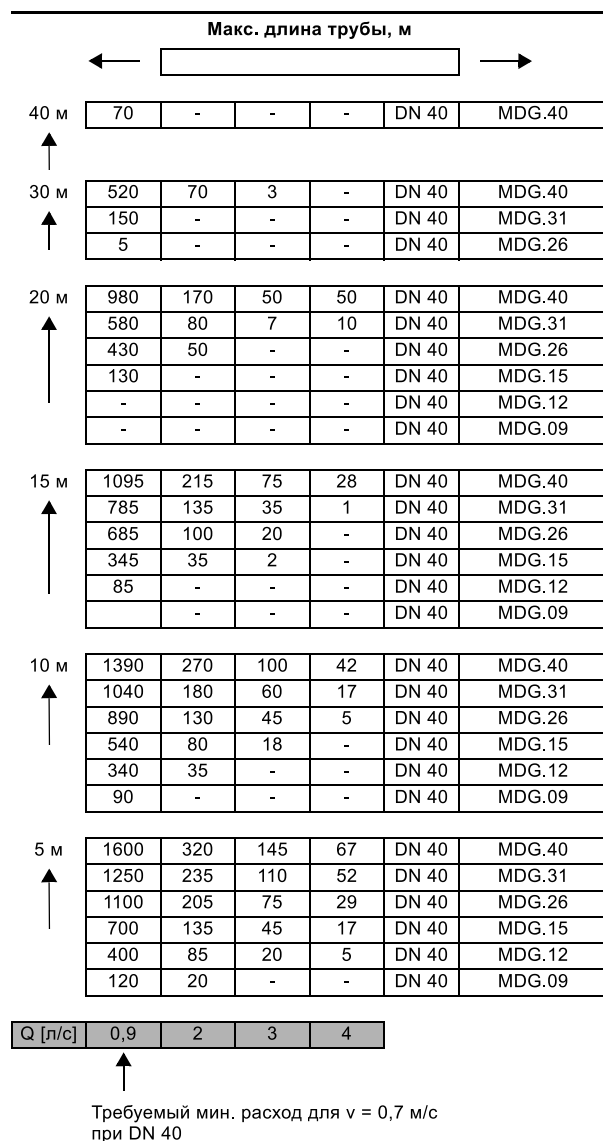 Макс. длина трубы, м
40 м 70 - - - DN 40 MDG.40
30 м 520 70 3 - DN 40 MDG.40
150 - - - DN 40 MDG.31
5 - - - DN 40 MDG.26
20 м 980 170 50 50 DN 40 MDG.40
580 80 7 10 DN 40 MDG.31
430 50 - - DN 40 MDG.26
130 - - - DN 40 MDG.15
- - - - DN 40 MDG.12
- - - - DN 40 MDG.09
15 м 1095 215 75 28 DN 40 MDG.40
785 135 35 1 DN 40 MDG.31
685 100 20 - DN 40 MDG.26
345 35 2 - DN 40 MDG.15
85 - - - DN 40 MDG.12
- - - DN 40 MDG.09
10 м 1390 270 100 42 DN 40 MDG.40
1040 180 60 17 DN 40 MDG.31
890 130 45 5 DN 40 MDG.26
540 80 18 - DN 40 MDG.15
340 35 - - DN 40 MDG.12
90 - - - DN 40 MDG.09
5 м 1600 320 145 67 DN 40 MDG.40
1250 235 110 52 DN 40 MDG.31
1100 205 75 29 DN 40 MDG.26
700 135 45 17 DN 40 MDG.15
400 85 20 5 DN 40 MDG.12
120 20 - - DN 40 MDG.09
Q [л/с] 0,9 2 3 4
Требуемый мин. расход для v = 0,7 м/с
при DN 40